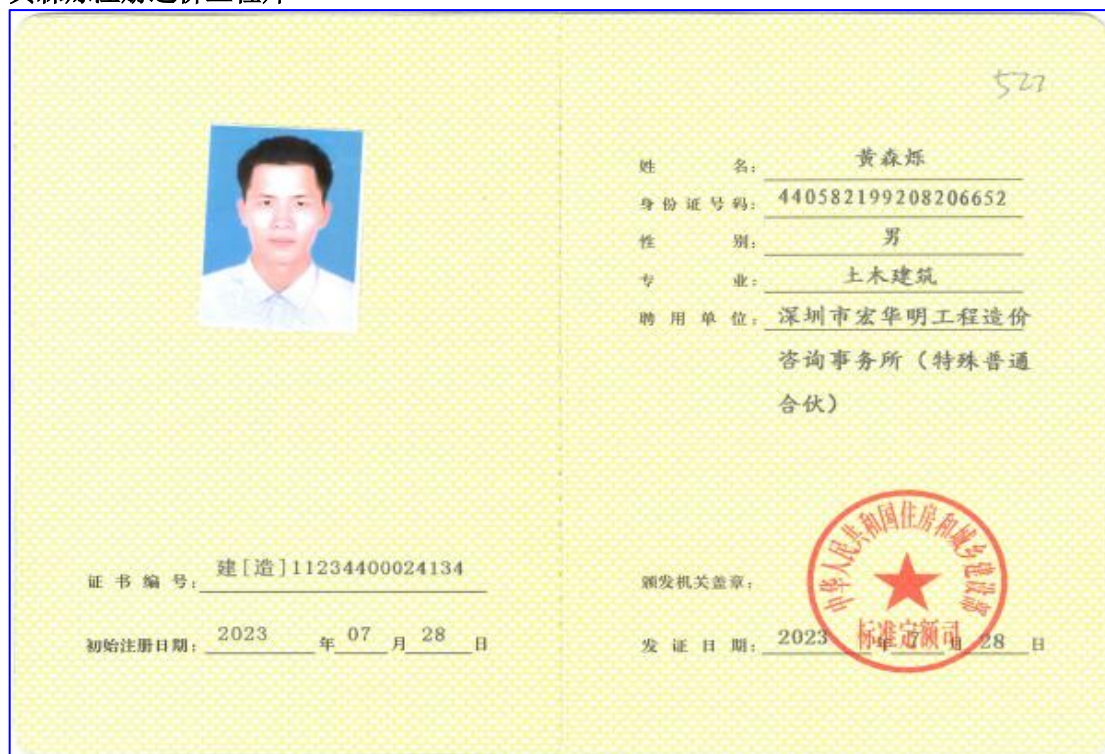 527
姓 名: 黄森烁
身份证号码: 440582199208206652
性 别: 男
专 业: 土木建筑
聘用单位: 深圳市宏华明工程造价
咨询事务所(特殊普通
合伙)
证书编号: 建[造]11234400024134
初始注册日期: 2023 年 07 月 28 日
颁发机关盖章:
中华人民共和国住房和城乡建设部
标准定额司
发证日期: 2023 年 7 月 28 日